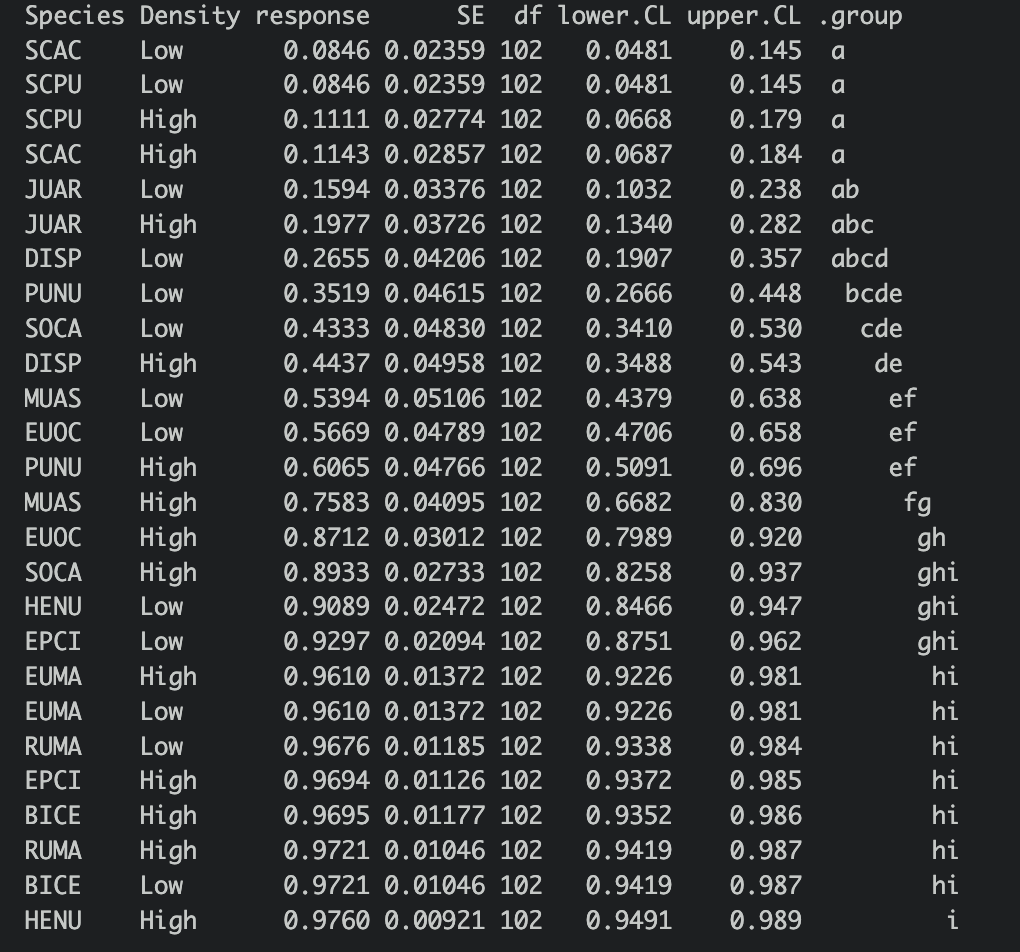 Species Density response SE df lower.CL upper.CL .group
SCAC Low 0.0846 0.02359 102 0.0481 0.145 a
SCPU Low 0.0846 0.02359 102 0.0481 0.145 a
SCPU High 0.1111 0.02774 102 0.0668 0.179 a
SCAC High 0.1143 0.02857 102 0.0687 0.184 a
JUAR Low 0.1594 0.03376 102 0.1032 0.238 ab
JUAR High 0.1977 0.03726 102 0.1340 0.282 abc
DISP Low 0.2655 0.04206 102 0.1907 0.357 abcd
PUNU Low 0.3519 0.04615 102 0.2666 0.448 bcde
SOCA Low 0.4333 0.04830 102 0.3410 0.530 cde
DISP High 0.4437 0.04958 102 0.3488 0.543 de
MUAS Low 0.5394 0.05106 102 0.4379 0.638 ef
EUOC Low 0.5669 0.04789 102 0.4706 0.658 ef
PUNU High 0.6065 0.04766 102 0.5091 0.696 ef
MUAS High 0.7583 0.04095 102 0.6682 0.830 fg
EUOC High 0.8712 0.03012 102 0.7989 0.920 gh
SOCA High 0.8933 0.02733 102 0.8258 0.937 ghi
HENU Low 0.9089 0.02472 102 0.8466 0.947 ghi
EPCI Low 0.9297 0.02094 102 0.8751 0.962 ghi
EUMA High 0.9610 0.01372 102 0.9226 0.981 hi
EUMA Low 0.9610 0.01372 102 0.9226 0.981 hi
RUMA Low 0.9676 0.01185 102 0.9338 0.984 hi
EPCI High 0.9694 0.01126 102 0.9372 0.985 hi
BICE High 0.9695 0.01177 102 0.9352 0.986 hi
RUMA High 0.9721 0.01046 102 0.9419 0.987 hi
BICE Low 0.9721 0.01046 102 0.9419 0.987 hi
HENU High 0.9760 0.00921 102 0.9491 0.989 i